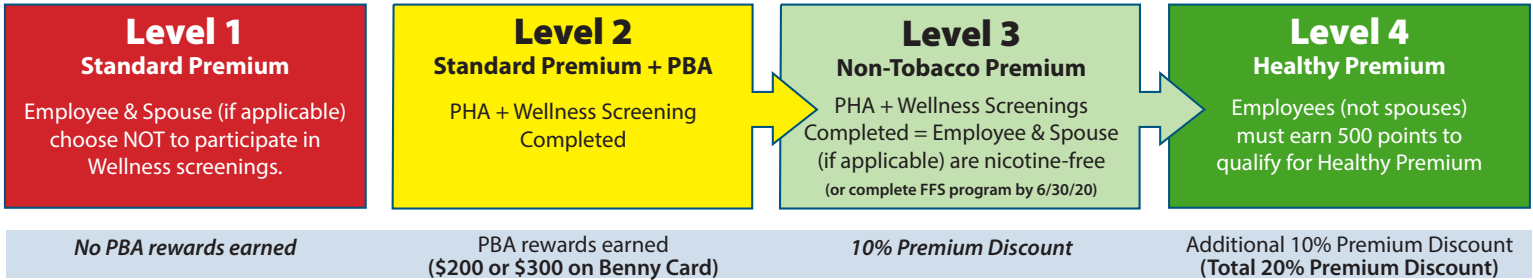 Level 1
Standard Premium
Employee & Spouse (if applicable)
choose NOT to participate in
Wellness screenings.
Level 2
Standard Premium + PBA
PHA + Wellness Screening
Completed
Level 3
Non-Tobacco Premium
PHA + Wellness Screenings
Completed = Employee & Spouse
(if applicable) are nicotine-free
(or complete FFS program by 6/30/20)
Level 4
Healthy Premium
Employees (not spouses)
must earn 500 points to
qualify for Healthy Premium
No PBA rewards earned
PBA rewards earned
($200 or $300 on Benny Card)
10% Premium Discount
Additional 10% Premium Discount
(Total 20% Premium Discount)